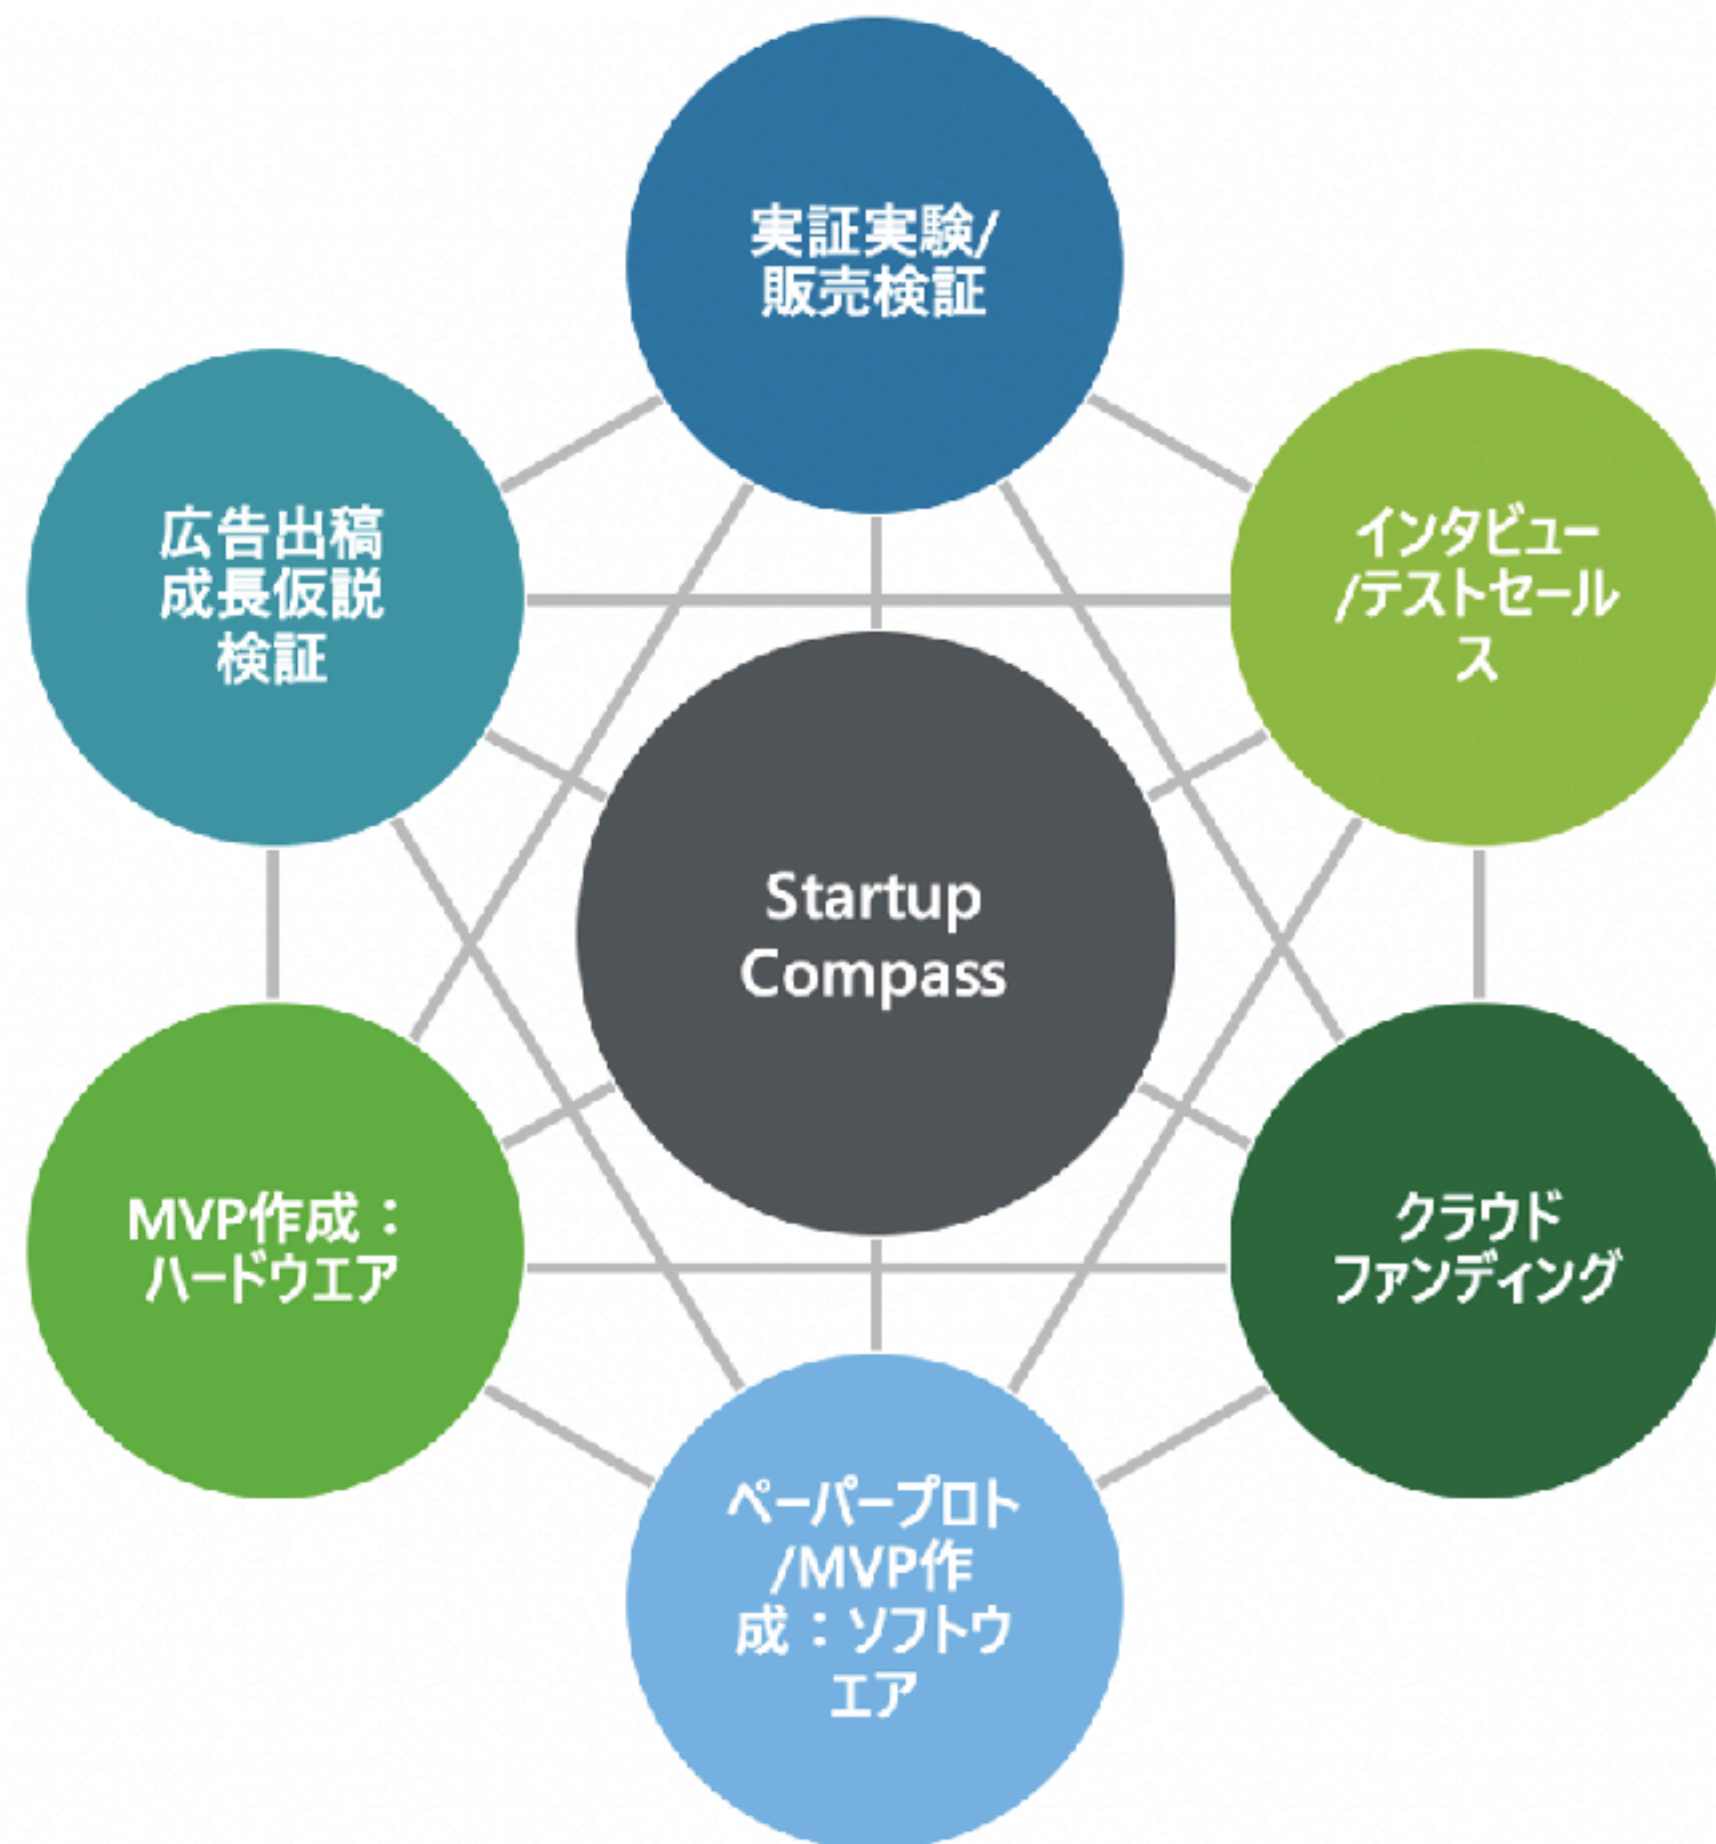 実証実験/
販売検証
広告出稿
成長仮説
検証
インタビュー
/テストセール
ス
Startup
Compass
MVP作成：
ハードウエア
クラウド
ファンディング
ペーパープロト
/MVP作
成：ソフトウ
エア